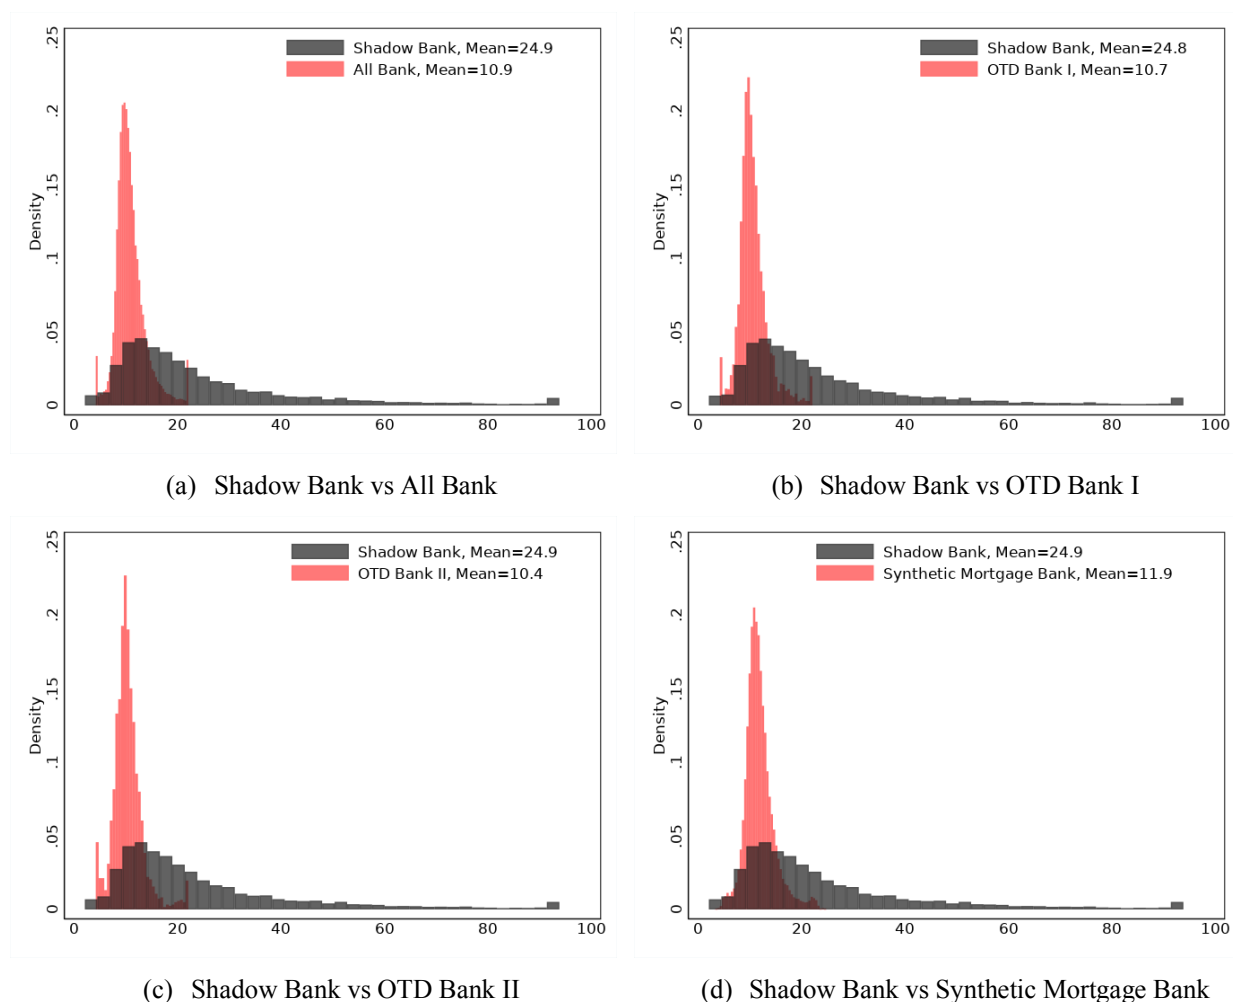 .25
.2
.15
.1
.05
0
Density
Shadow Bank, Mean=24.9
All Bank, Mean=10.9
0 20 40 60 80 100
(a) Shadow Bank vs All Bank
.25
.2
.15
.1
.05
0
Density
Shadow Bank, Mean=24.8
OTD Bank I, Mean=10.7
0 20 40 60 80 100
(b) Shadow Bank vs OTD Bank I
.25
.2
.15
.1
.05
0
Density
Shadow Bank, Mean=24.9
OTD Bank II, Mean=10.4
0 20 40 60 80 100
(c) Shadow Bank vs OTD Bank II
.25
.2
.15
.1
.05
0
Density
Shadow Bank, Mean=24.9
Synthetic Mortgage Bank, Mean=11.9
0 20 40 60 80 100
(d) Shadow Bank vs Synthetic Mortgage Bank